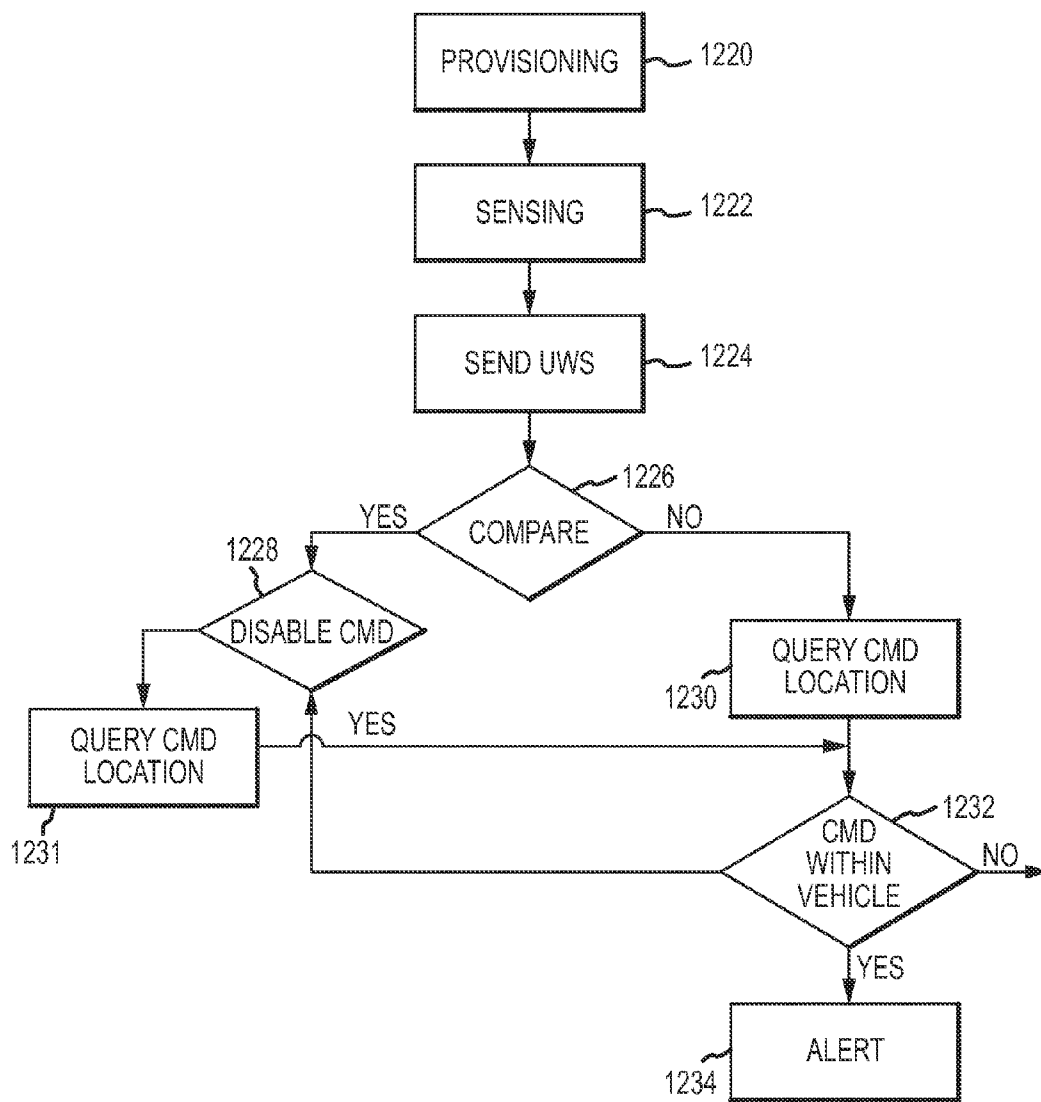 PROVISIONING
1220
SENSING
1222
SEND UWS
1224
1226
COMPARE
YES
NO
1228
DISABLE CMD
QUERY CMD
LOCATION
1230
QUERY CMD
LOCATION
1231
YES
1232
CMD
WITHIN
VEHICLE
NO
YES
ALERT
1234